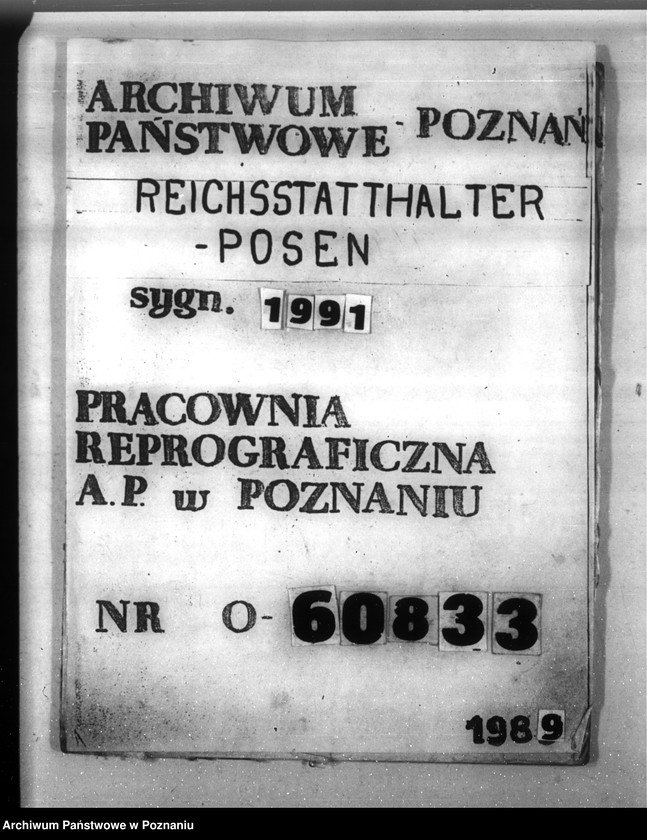 ARCHIWUM
PAŃSTWOWE - POZNAŃ
REICHSSTATTHALTER
-POSEN
sygn. 1991
PRACOWNIA
REPROGRAFICZNA
A.P. w POZNANIU
NR O-60833
1989
Archiwum Państwowe w Poznaniu